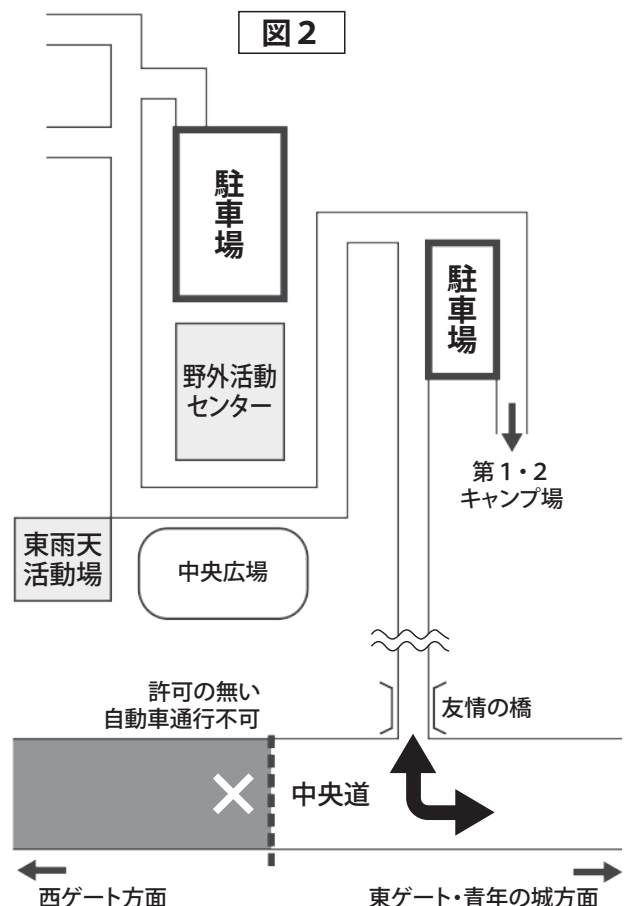 図２
駐車場
駐車場
野外活動
センター
第１・２
キャンプ場
東雨天
活動場
中央広場
許可の無い
自動車通行不可
友情の橋
中央道
西ゲート方面
東ゲート・青年の城方面